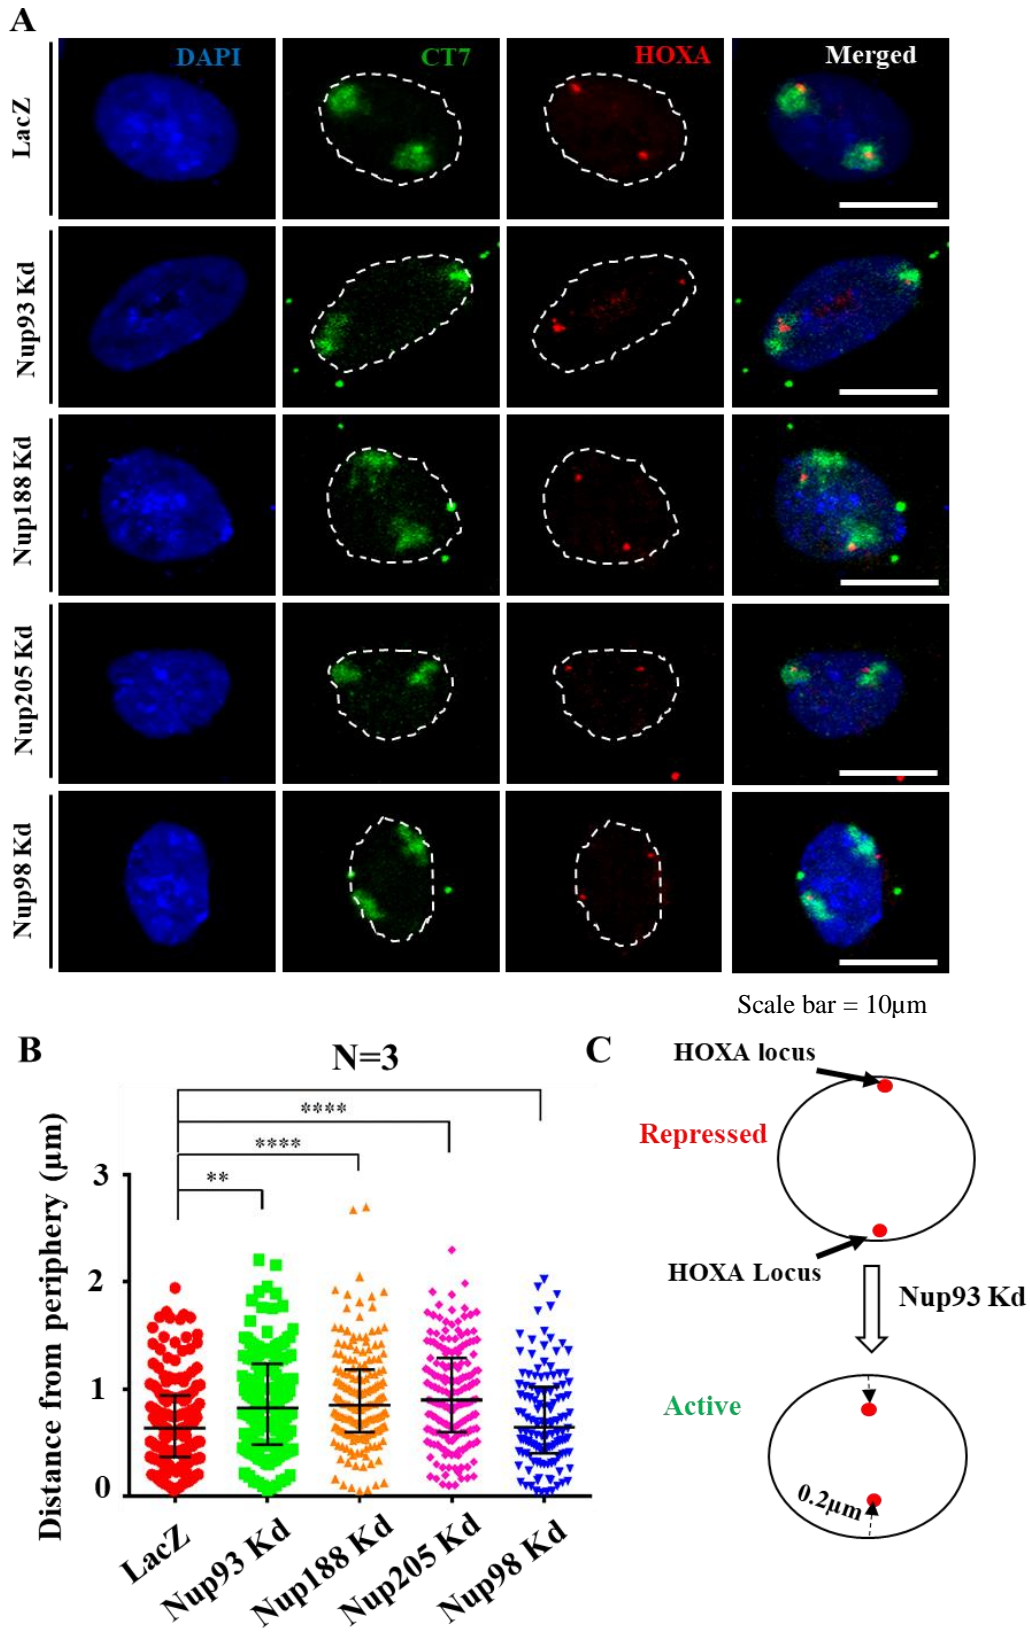 A
DAPI
CT7
HOXA
Merged
LacZ
Nup93 Kd
Nup188 Kd
Nup205 Kd
Nup98 Kd
Scale bar = 10μm
B
N=3
****
****
**
Distance from periphery (μm)
3
2
1
0
LacZ
Nup93 Kd
Nup188 Kd
Nup205 Kd
Nup98 Kd
C
HOXA locus
Repressed
HOXA Locus
Nup93 Kd
Active
0.2μm